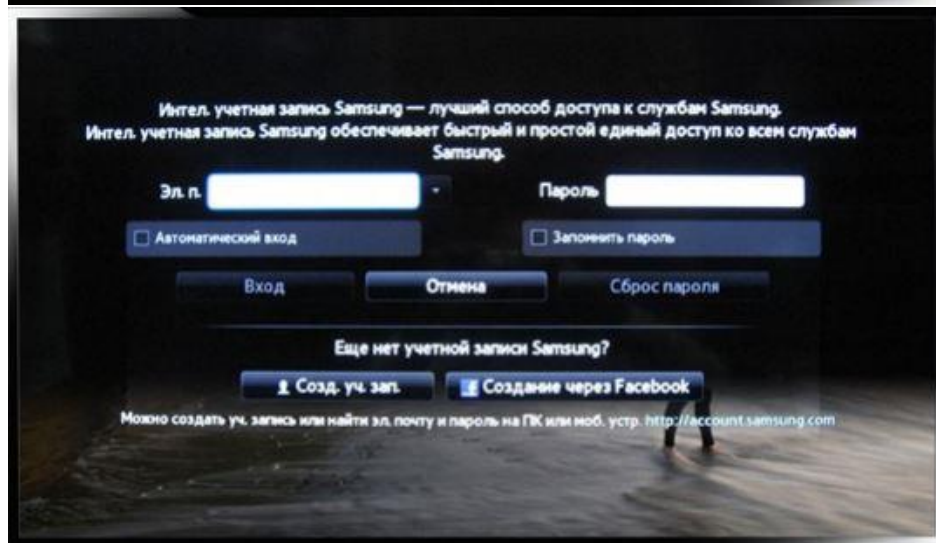 Интел. учетная запись Samsung — лучший способ доступа к службам Samsung.
Интел. учетная запись Samsung обеспечивает быстрый и простой единый доступ ко всем службам
Samsung.
Эл. п. Пароль
Автоматический вход Запомнить пароль
Вход Отмена Сброс пароля
Еще нет учетной записи Samsung?
Созд. уч. зап. Создание через Facebook
Можно создать уч. запись или найти эл. почту и пароль на ПК или моб. устр. http://account.samsung.com